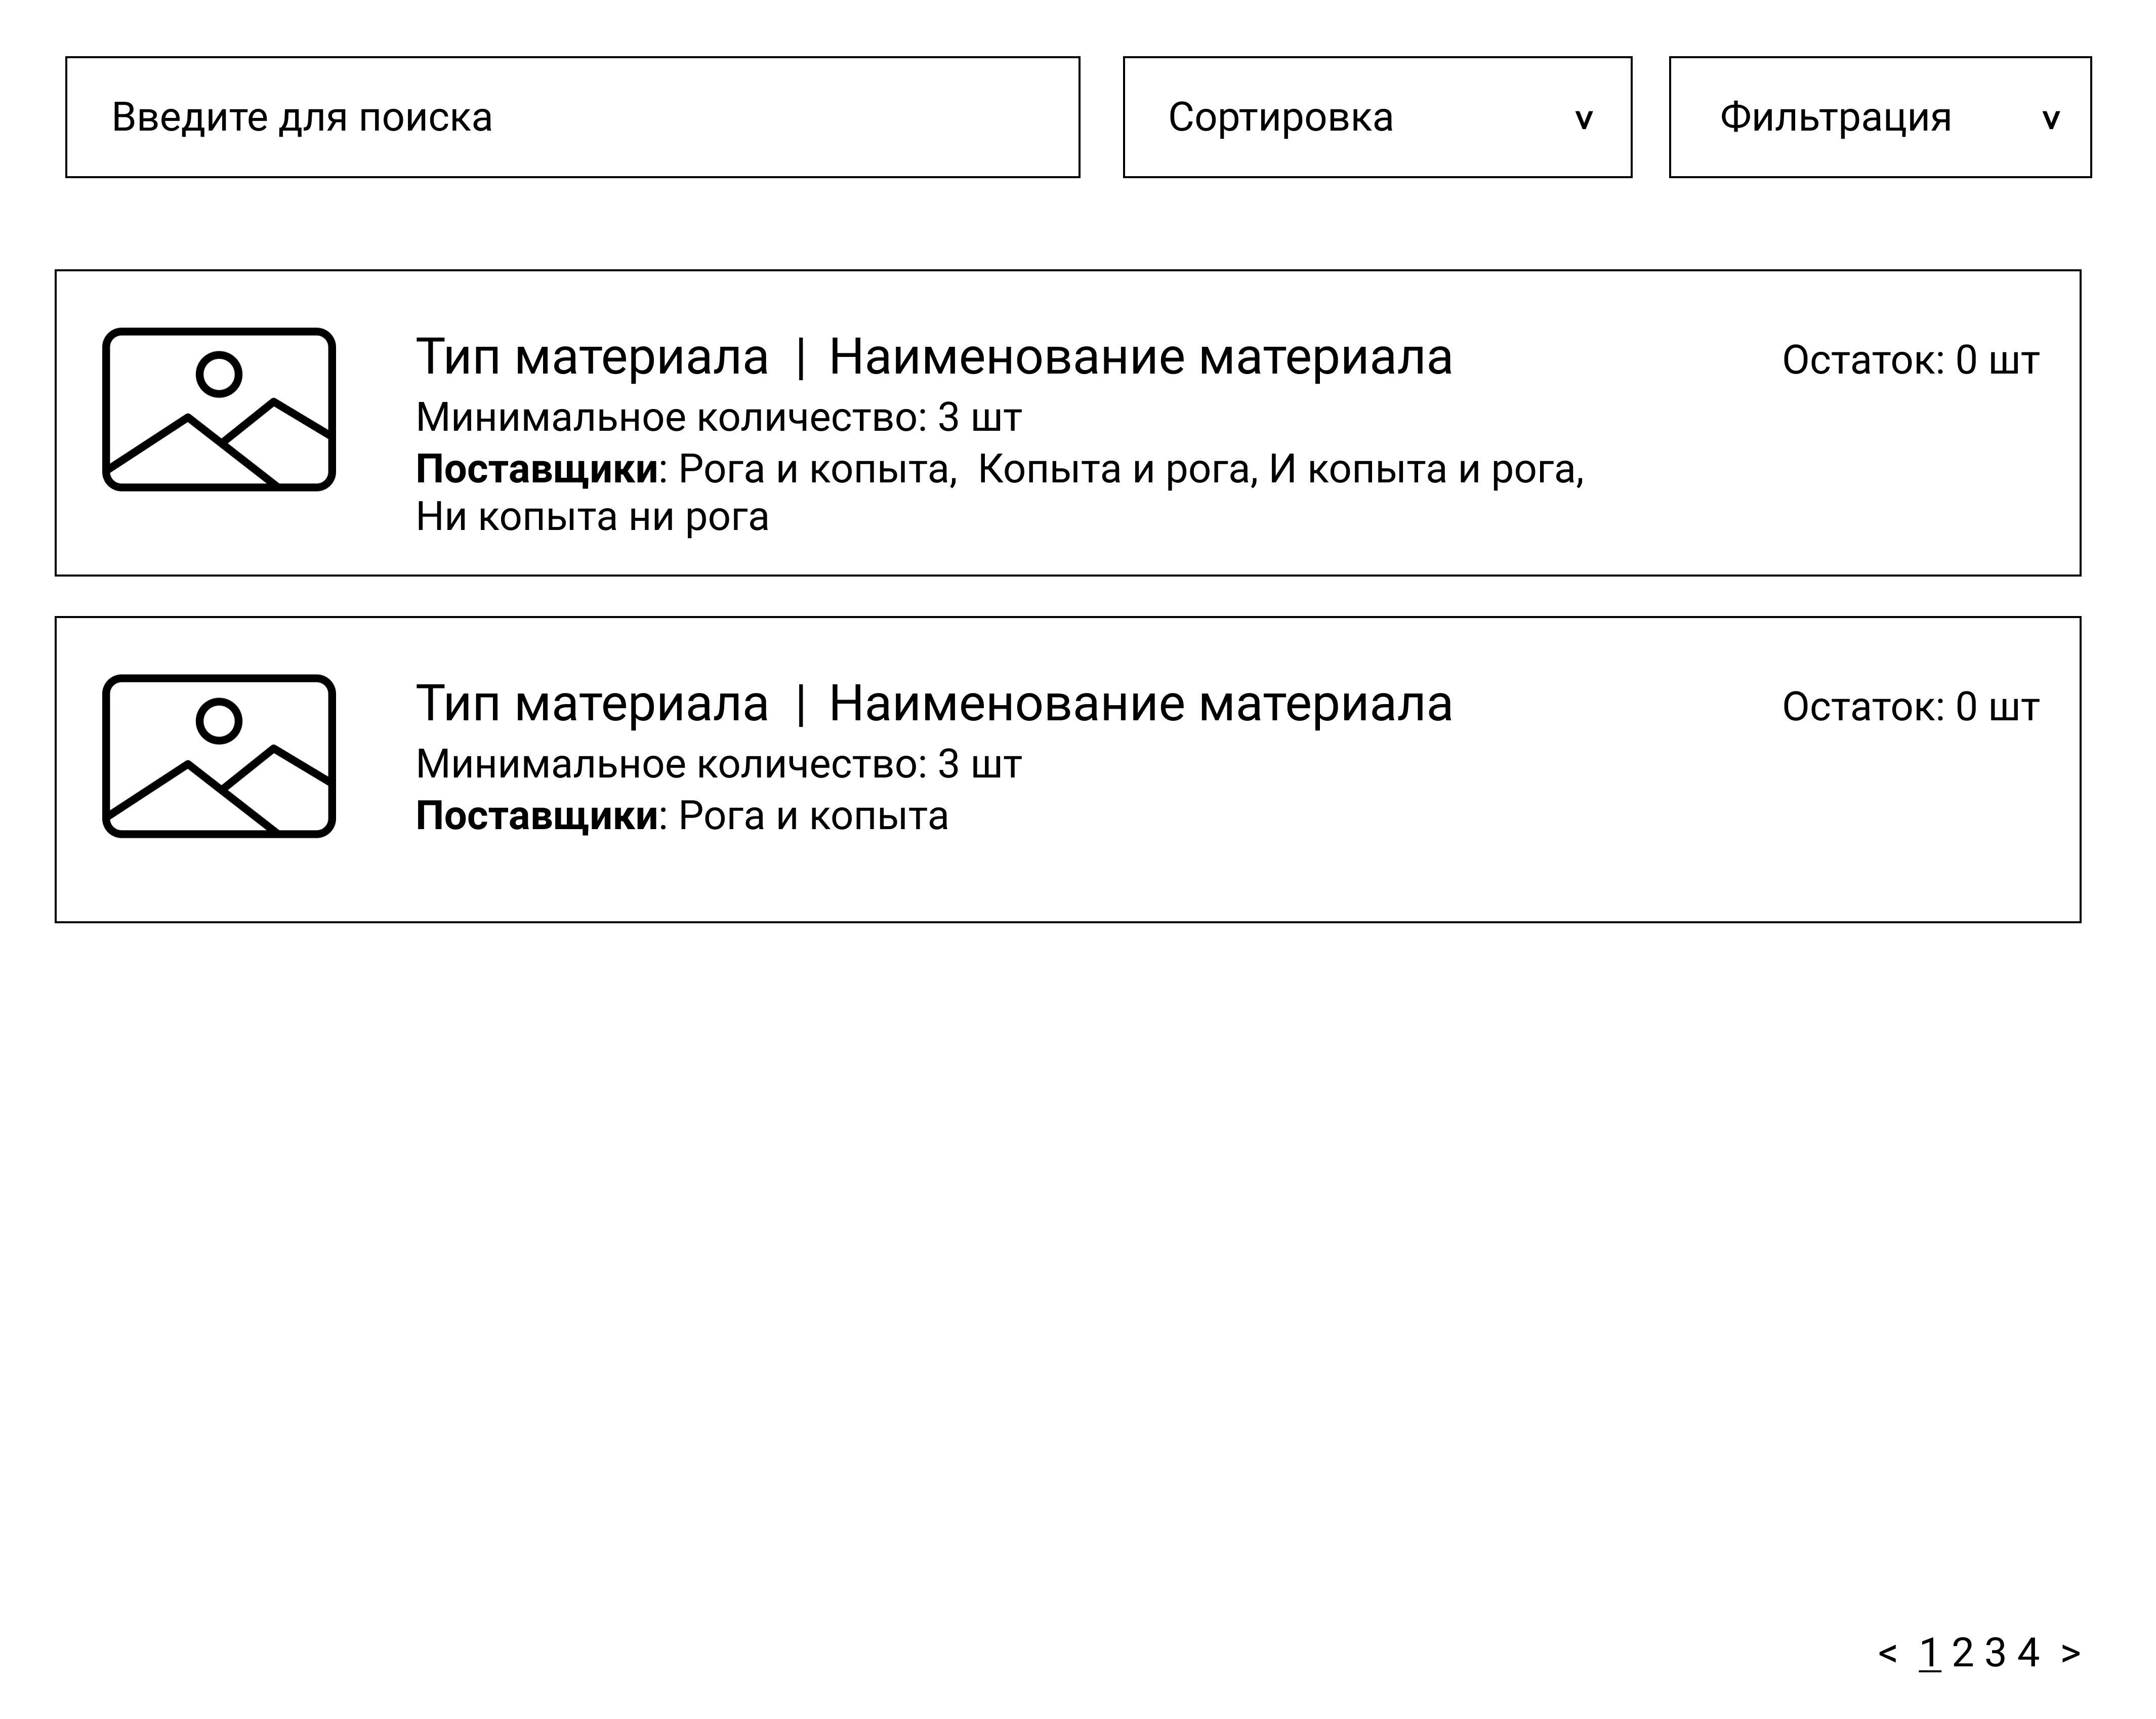 Введите для поиска
Сортировка v
Фильтрация v
Тип материала | Наименование материала
Остаток: 0 шт
Минимальное количество: 3 шт
Поставщики: Рога и копыта, Копыта и рога, И копыта и рога,
Ни копыта ни рога
Тип материала | Наименование материала
Остаток: 0 шт
Минимальное количество: 3 шт
Поставщики: Рога и копыта
< 1 2 3 4 >